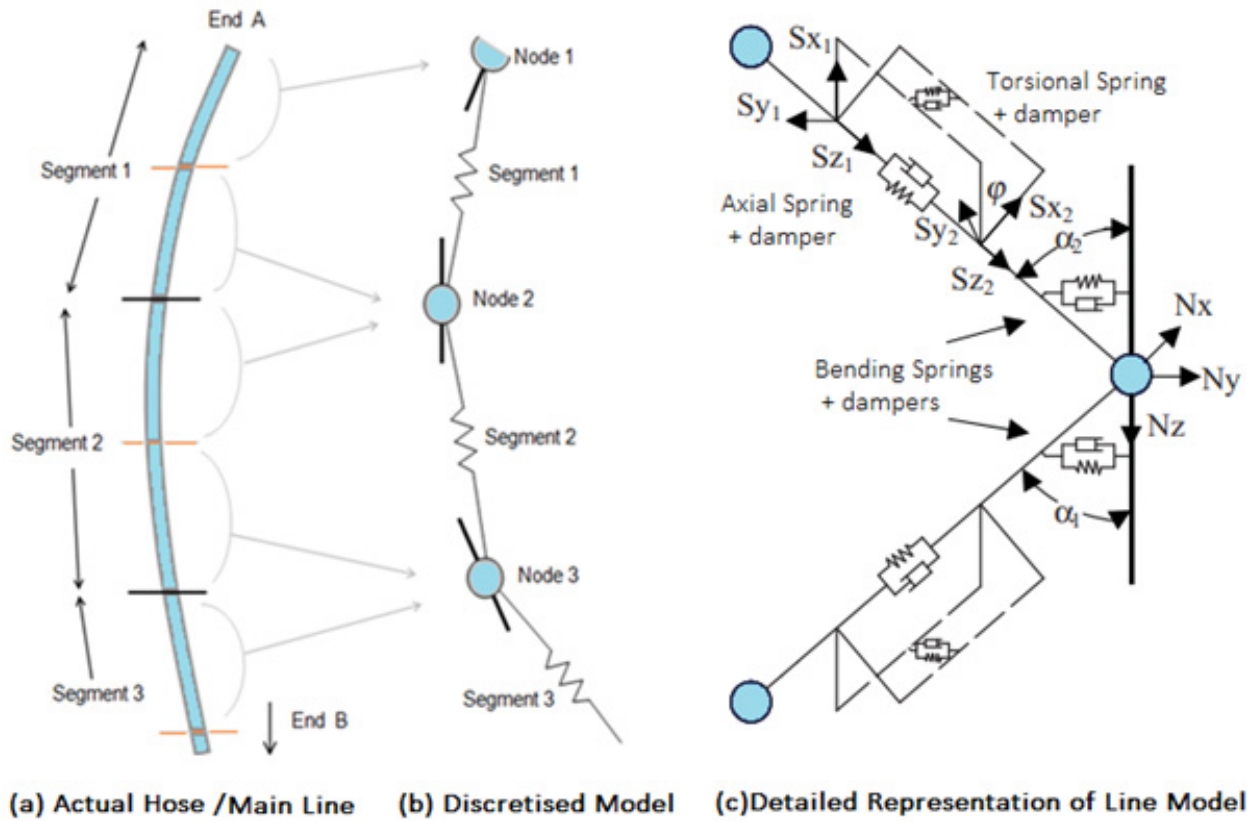 End A
Segment 1
Segment 2
Segment 3
End B
(a) Actual Hose /Main Line
Node 1
Segment 1
Node 2
Segment 2
Node 3
Segment 3
(b) Discretised Model
Sx₁
Sy₁
Sz₁
Torsional Spring
+ damper
Axial Spring
+ damper
φ
Sx₂
Sy₂
Sz₂
α₂
Bending Springs
+ dampers
Nx
Ny
Nz
α₁
(c)Detailed Representation of Line Model